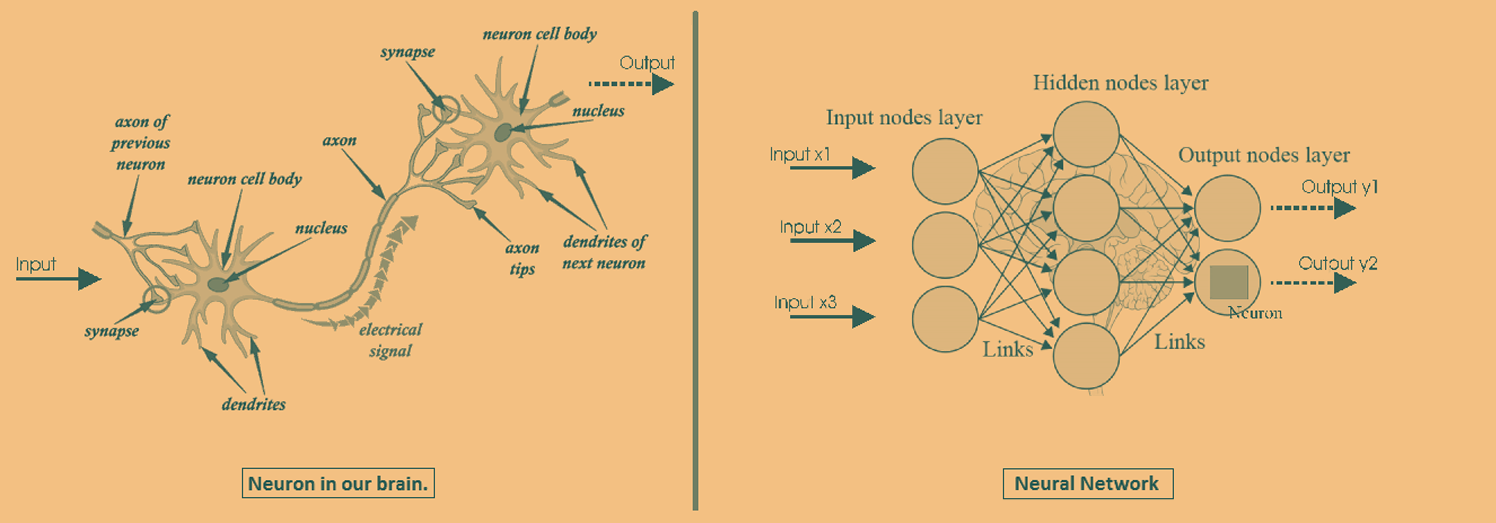 neuron cell body
synapse
Output
nucleus
axon of
previous
neuron
axon
neuron cell body
nucleus
axon
tips
dendrites of
next neuron
Input
synapse
electrical
signal
dendrites
Neuron in our brain.
Hidden nodes layer
Input nodes layer
Input x1
Output nodes layer
Output y1
Input x2
Output y2
Input x3
Neuron
Links
Links
Neural Network